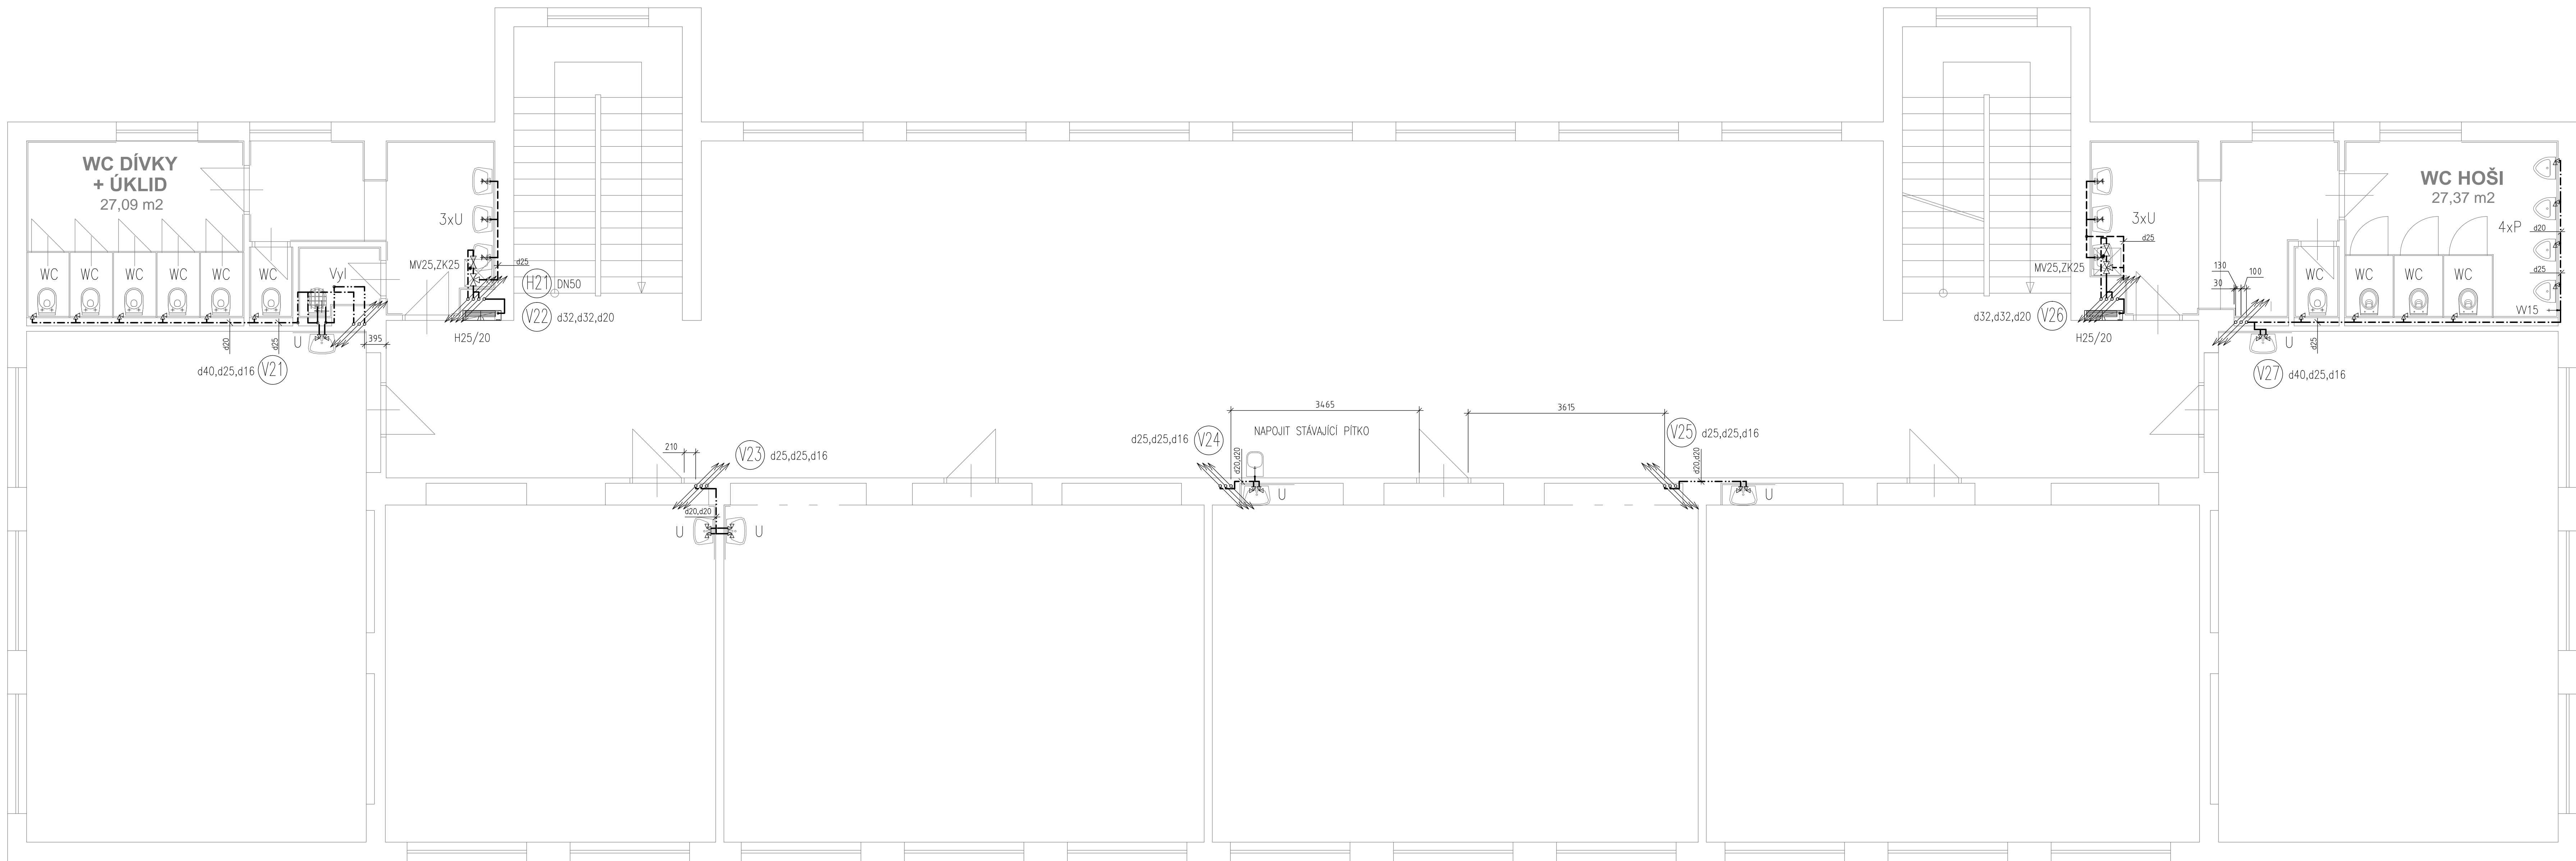 WC DÍVKY
+ ÚKLID
27,09 m2
WC
WC
WC
WC
WC
WC
Vyl
U
d20
d25
395
d40,d25,d16
V21
3xU
MV25,ZK25
d25
H21
DN50
V22
d32,d32,d20
H25/20
210
V23
d25,d25,d16
d20,d20
U
U
d25,d25,d16
V24
3465
NAPOJIT STÁVAJÍCÍ PÍTKO
d20,d20
U
3615
V25
d25,d25,d16
d20,d20
U
3xU
d25
MV25,ZK25
d32,d32,d20
V26
H25/20
WC HOŠI
27,37 m2
4xP
d20
d25
130
100
30
WC
WC
WC
WC
W15
U
d25
V27
d40,d25,d16